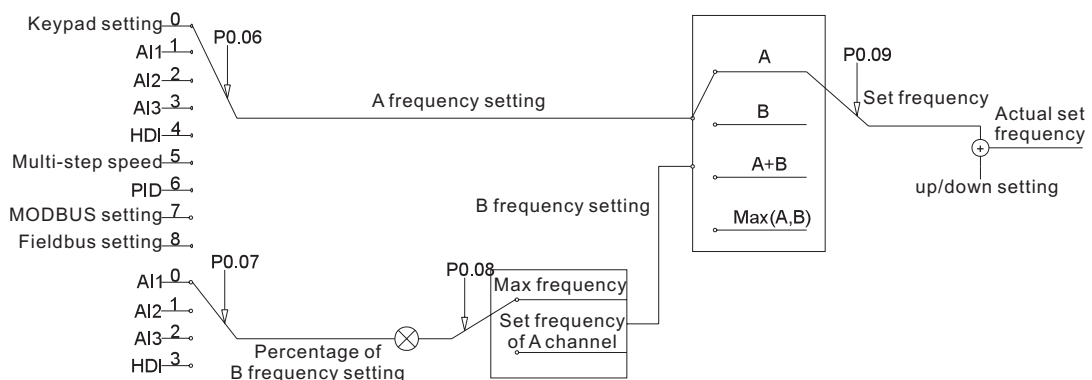 Keypad setting 0
AI1 1
AI2 2
AI3 3
HDI 4
Multi-step speed 5
PID 6
MODBUS setting 7
Fieldbus setting 8
P0.06
A frequency setting
AI1 0
AI2 1
AI3 2
HDI 3
P0.07
Percentage of
B frequency setting
P0.08
Max frequency
Set frequency
of A channel
B frequency setting
A
B
A+B
Max(A,B)
P0.09
Set frequency
Actual set
frequency
+
up/down setting